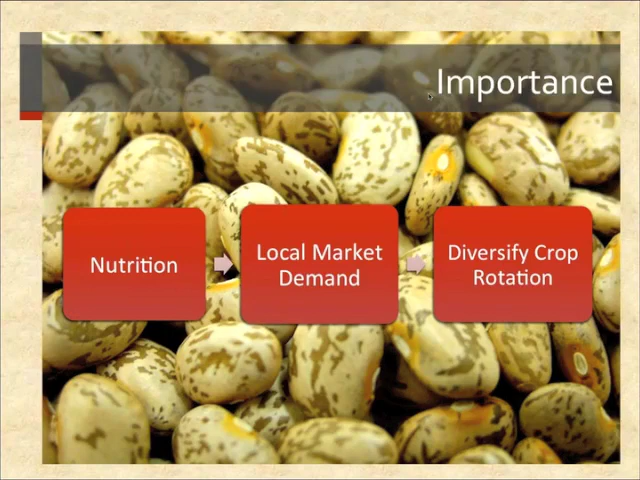 Importance
Nutrition
Local Market
Demand
Diversify Crop
Rotation